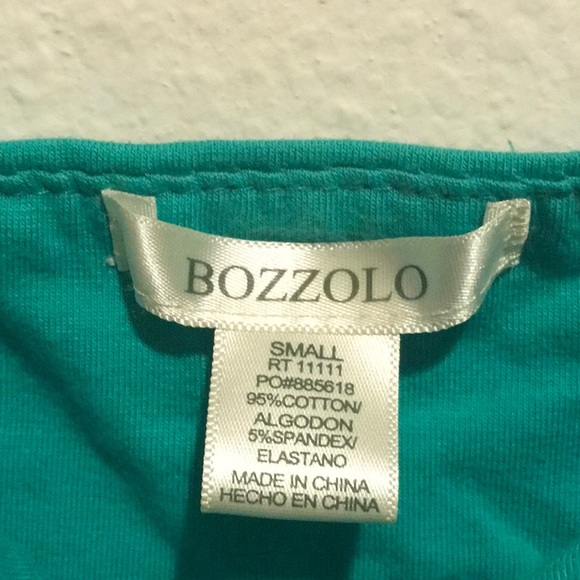 BOZZOLO
SMALL
RT 11111
PO#885618
95%COTTON/
ALGODON
5%SPANDEX/
ELASTANO
MADE IN CHINA
HECHO EN CHINA